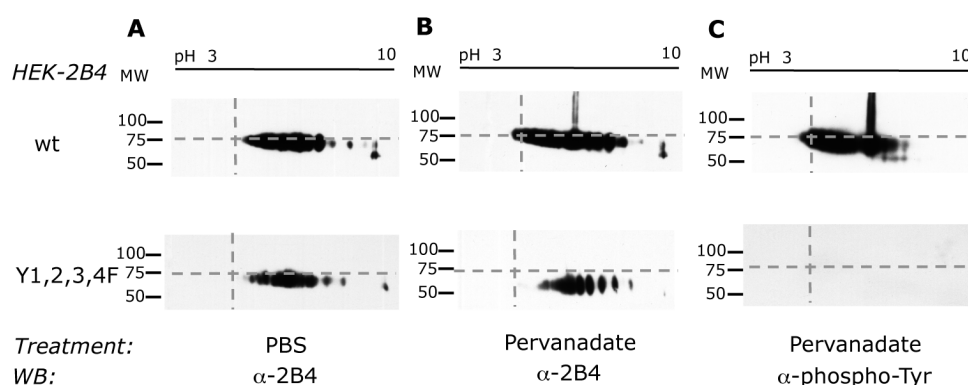 A B C
HEK-2B4 MW pH 3 10 MW pH 3 10 MW pH 3 10
wt
100 75 50
100 75 50
100 75 50
Y1,2,3,4F
100 75 50
100 75 50
100 75 50
Treatment: PBS Pervanadate Pervanadate
WB: α-2B4 α-2B4 α-phospho-Tyr